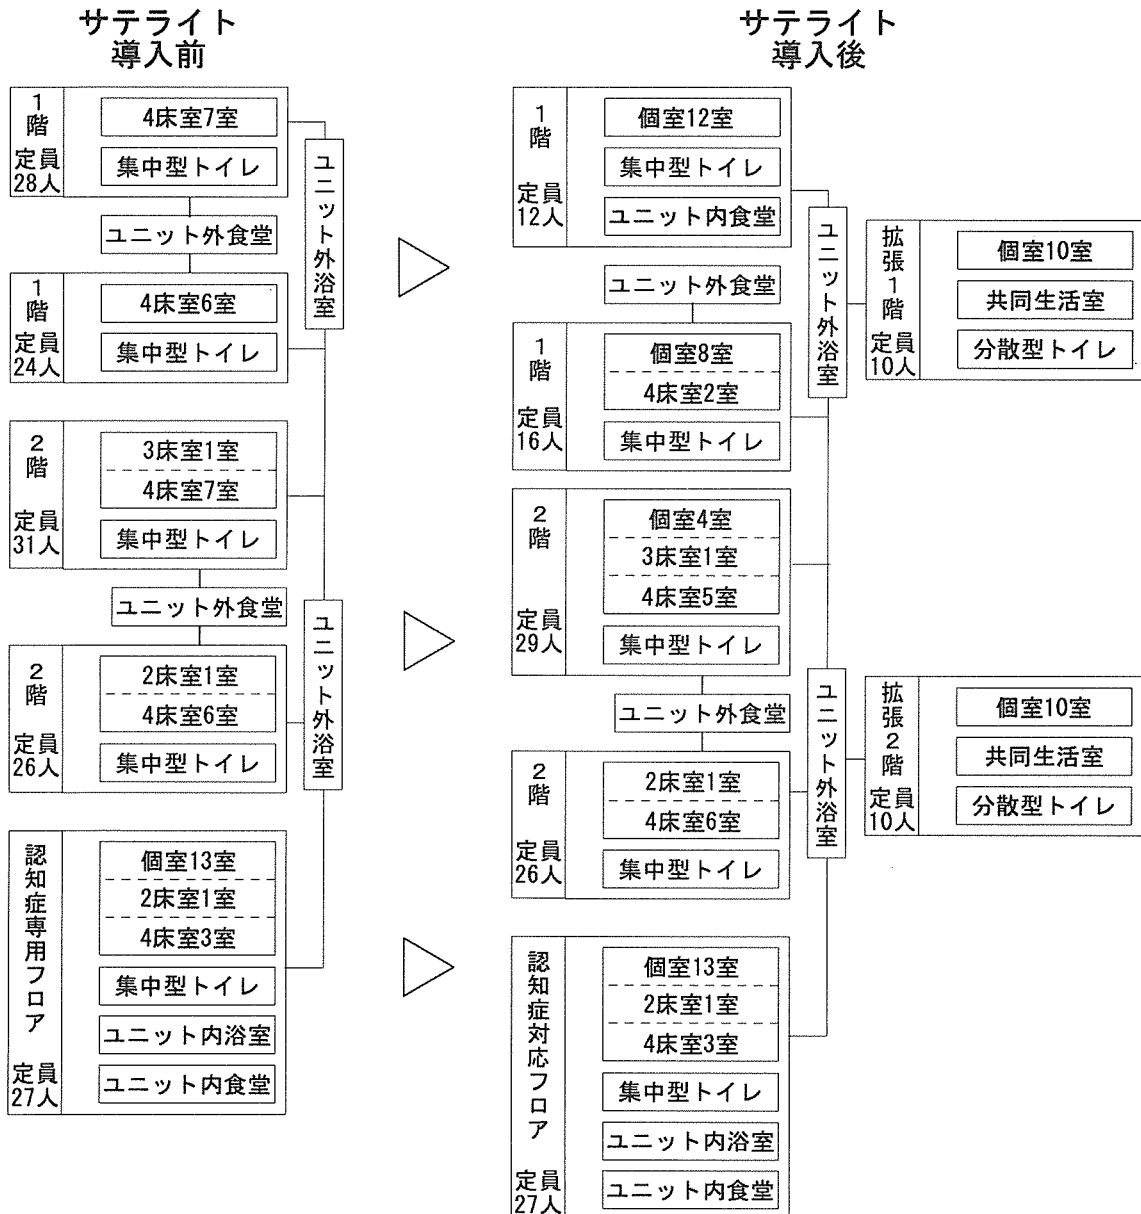 サテライト
導入前
1階
定員
28人
4床室7室
集中型トイレ
ユニット外食堂
1階
定員
24人
4床室6室
集中型トイレ
ユニット外浴室
2階
定員
31人
3床室1室
4床室7室
集中型トイレ
ユニット外食堂
2階
定員
26人
2床室1室
4床室6室
集中型トイレ
ユニット外浴室
認知症専用フロア
定員
27人
個室13室
2床室1室
4床室3室
集中型トイレ
ユニット内浴室
ユニット内食堂
サテライト
導入後
1階
定員
12人
個室12室
集中型トイレ
ユニット内食堂
ユニット外食堂
1階
定員
16人
個室8室
4床室2室
集中型トイレ
ユニット外浴室
拡張1階
定員
10人
個室10室
共同生活室
分散型トイレ
2階
定員
29人
個室4室
3床室1室
4床室5室
集中型トイレ
ユニット外食堂
2階
定員
26人
2床室1室
4床室6室
集中型トイレ
ユニット外浴室
拡張2階
定員
10人
個室10室
共同生活室
分散型トイレ
認知症対応フロア
定員
27人
個室13室
2床室1室
4床室3室
集中型トイレ
ユニット内浴室
ユニット内食堂